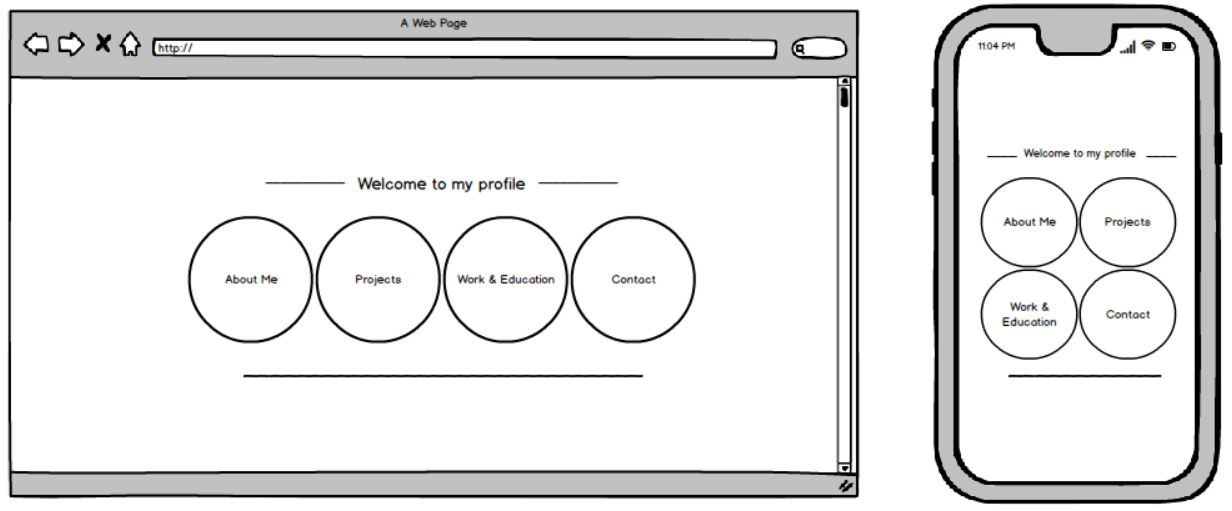 A Web Page
http://
Welcome to my profile
About Me
Projects
Work & Education
Contact
11:04 PM
Welcome to my profile
About Me
Projects
Work &
Education
Contact